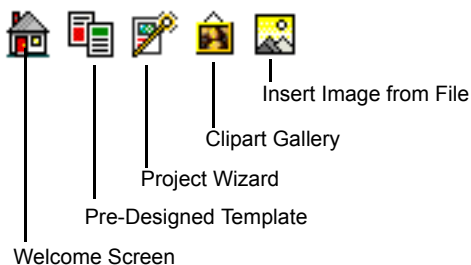 Insert Image from File
Clipart Gallery
Project Wizard
Pre-Designed Template
Welcome Screen